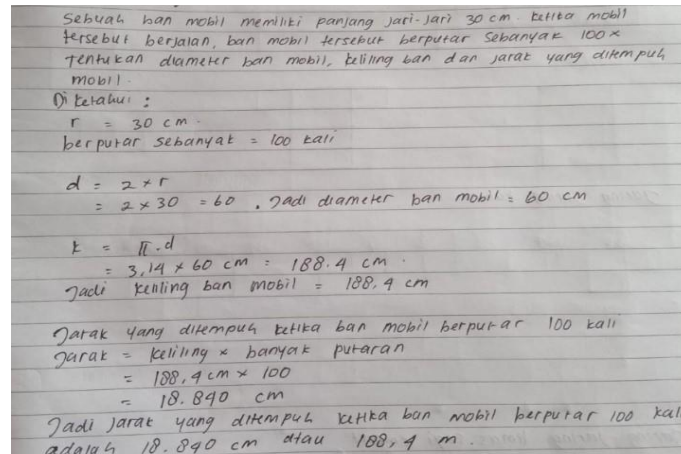 Sebuah ban mobil memiliki panjang jari-jari 30 cm. ketika mobil
tersebut berjalan, ban mobil tersebut berputar sebanyak 100x
Tentukan diameter ban mobil, keliling ban dan jarak yang ditempuh
mobil.
Diketahui :
r = 30 cm.
berputar sebanyak = 100 kali
d = 2 x r
= 2 x 30 = 60 . Jadi diameter ban mobil = 60 cm
k = π.d
= 3,14 x 60 cm = 188.4 cm.
Jadi keliling ban mobil = 188,4 cm
Jarak yang ditempuh ketika ban mobil berputar 100 kali
Jarak = keliling x banyak putaran
= 188,4 cm x 100
= 18.840 cm
Jadi jarak yang ditempuh ketika ban mobil berputar 100 kal
adalah 18.840 cm atau 188,4 m.